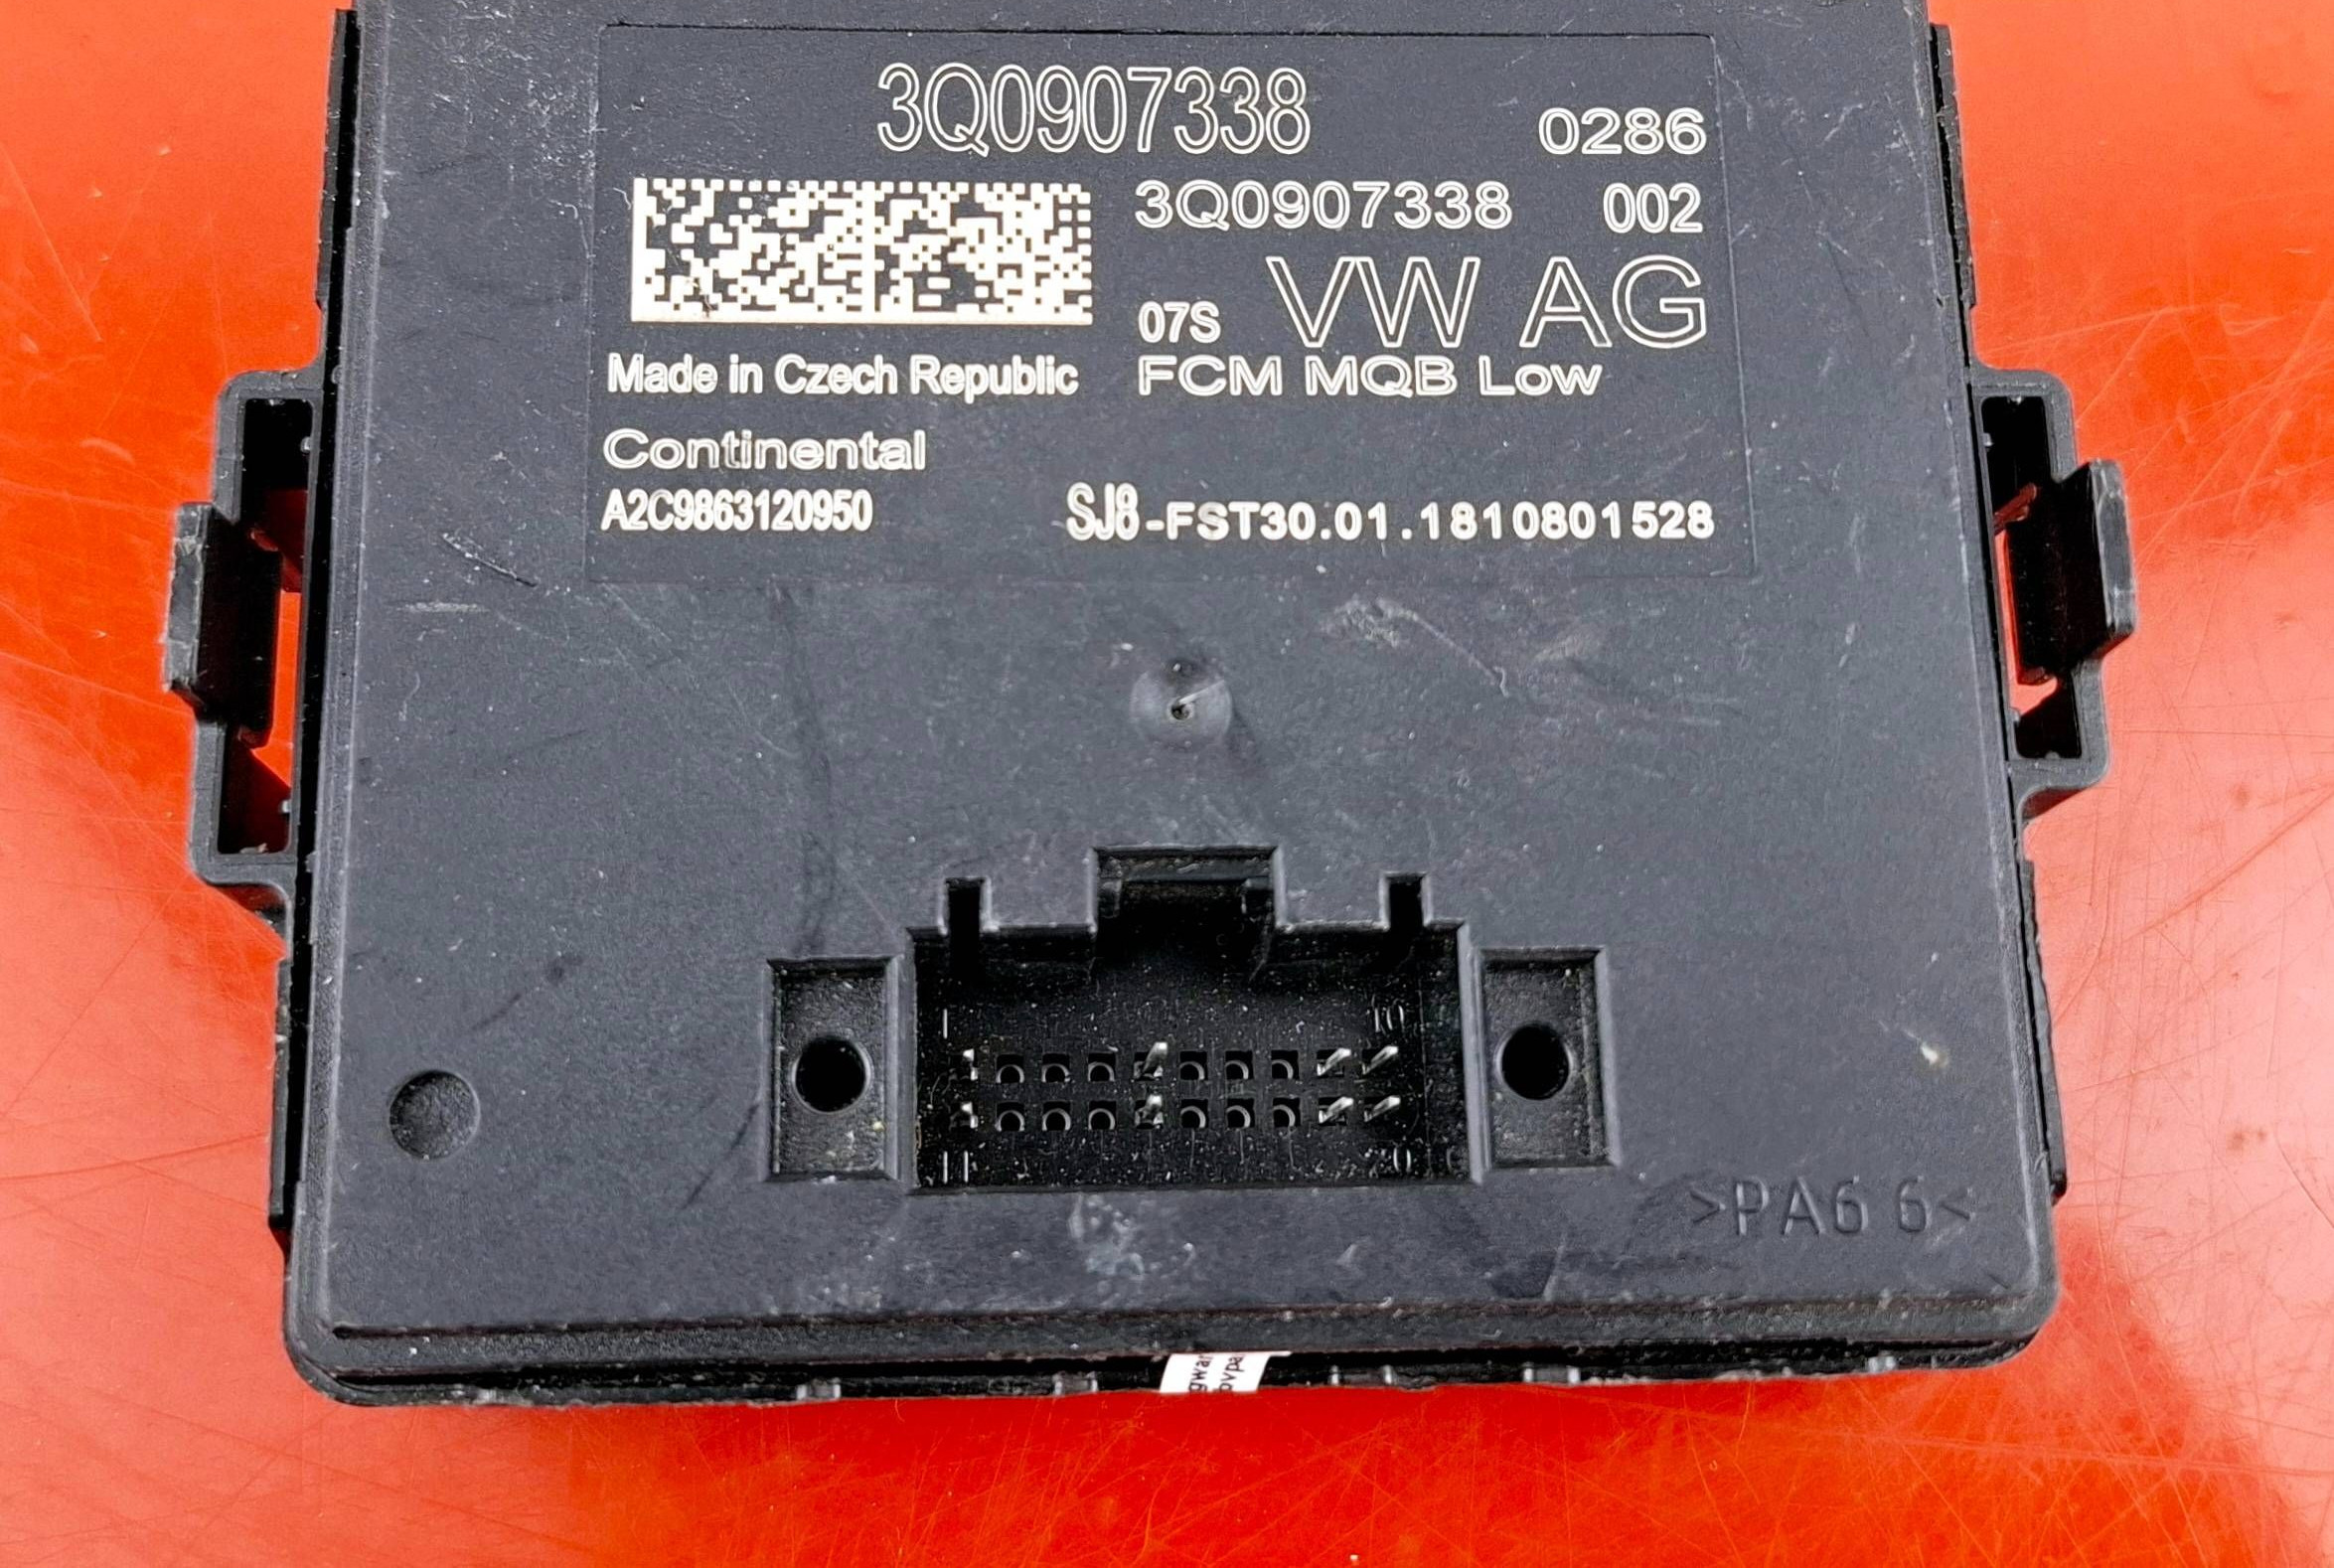 3Q0907338
0286
3Q0907338 002
07S VW AG
Made in Czech Republic
FCM MQB Low
Continental
A2C9863120950
SJ8-FST30.01.1810801528
1 10
11
>PA6 6<